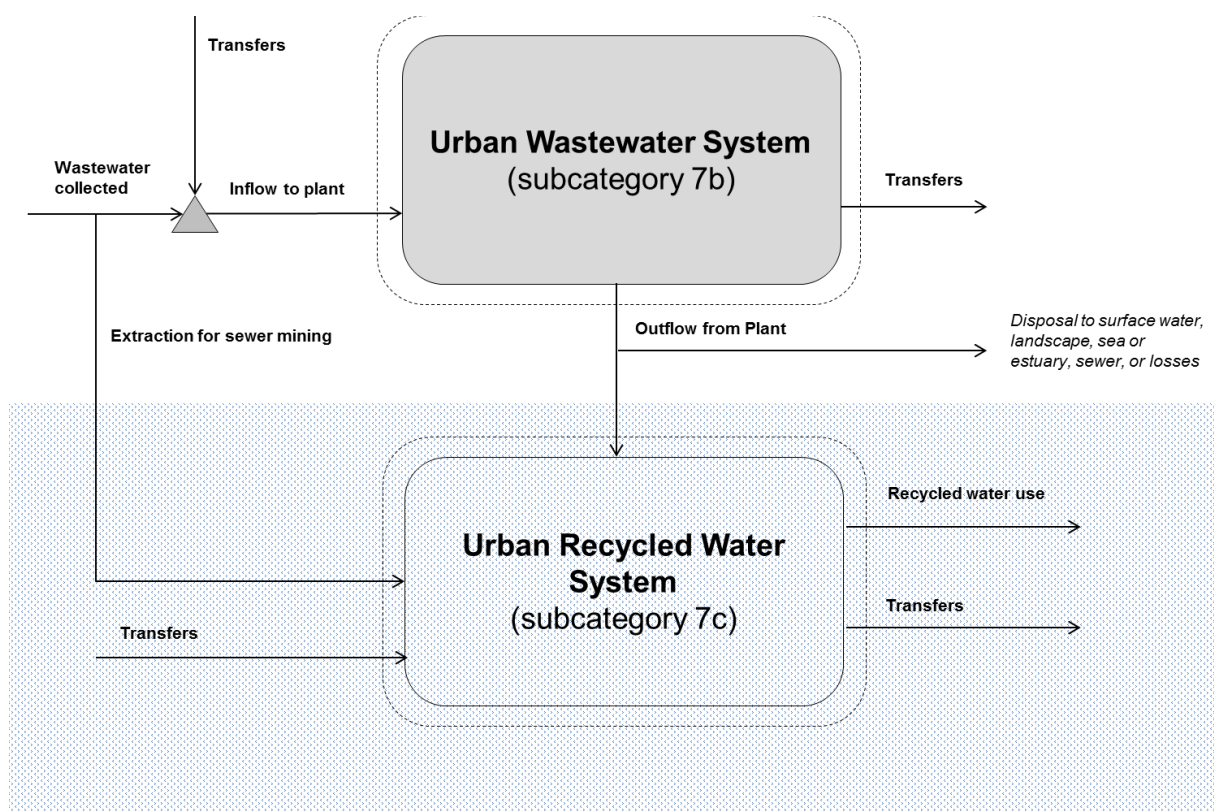 Transfers
Urban Wastewater System
(subcategory 7b)
Wastewater
collected
Inflow to plant
Transfers
Extraction for sewer mining
Outflow from Plant
Disposal to surface water,
landscape, sea or
estuary, sewer, or losses
Recycled water use
Urban Recycled Water
System
(subcategory 7c)
Transfers
Transfers